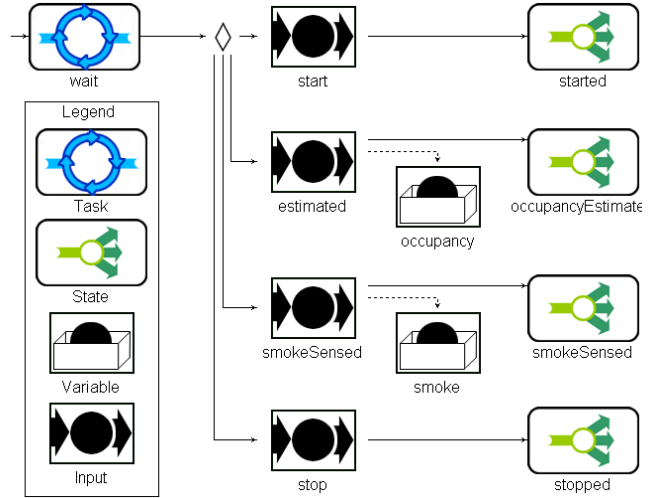 wait
start
started
Legend
Task
estimated
occupancyEstimate
occupancy
State
smokeSensed
smokeSensed
Variable
smoke
Input
stop
stopped